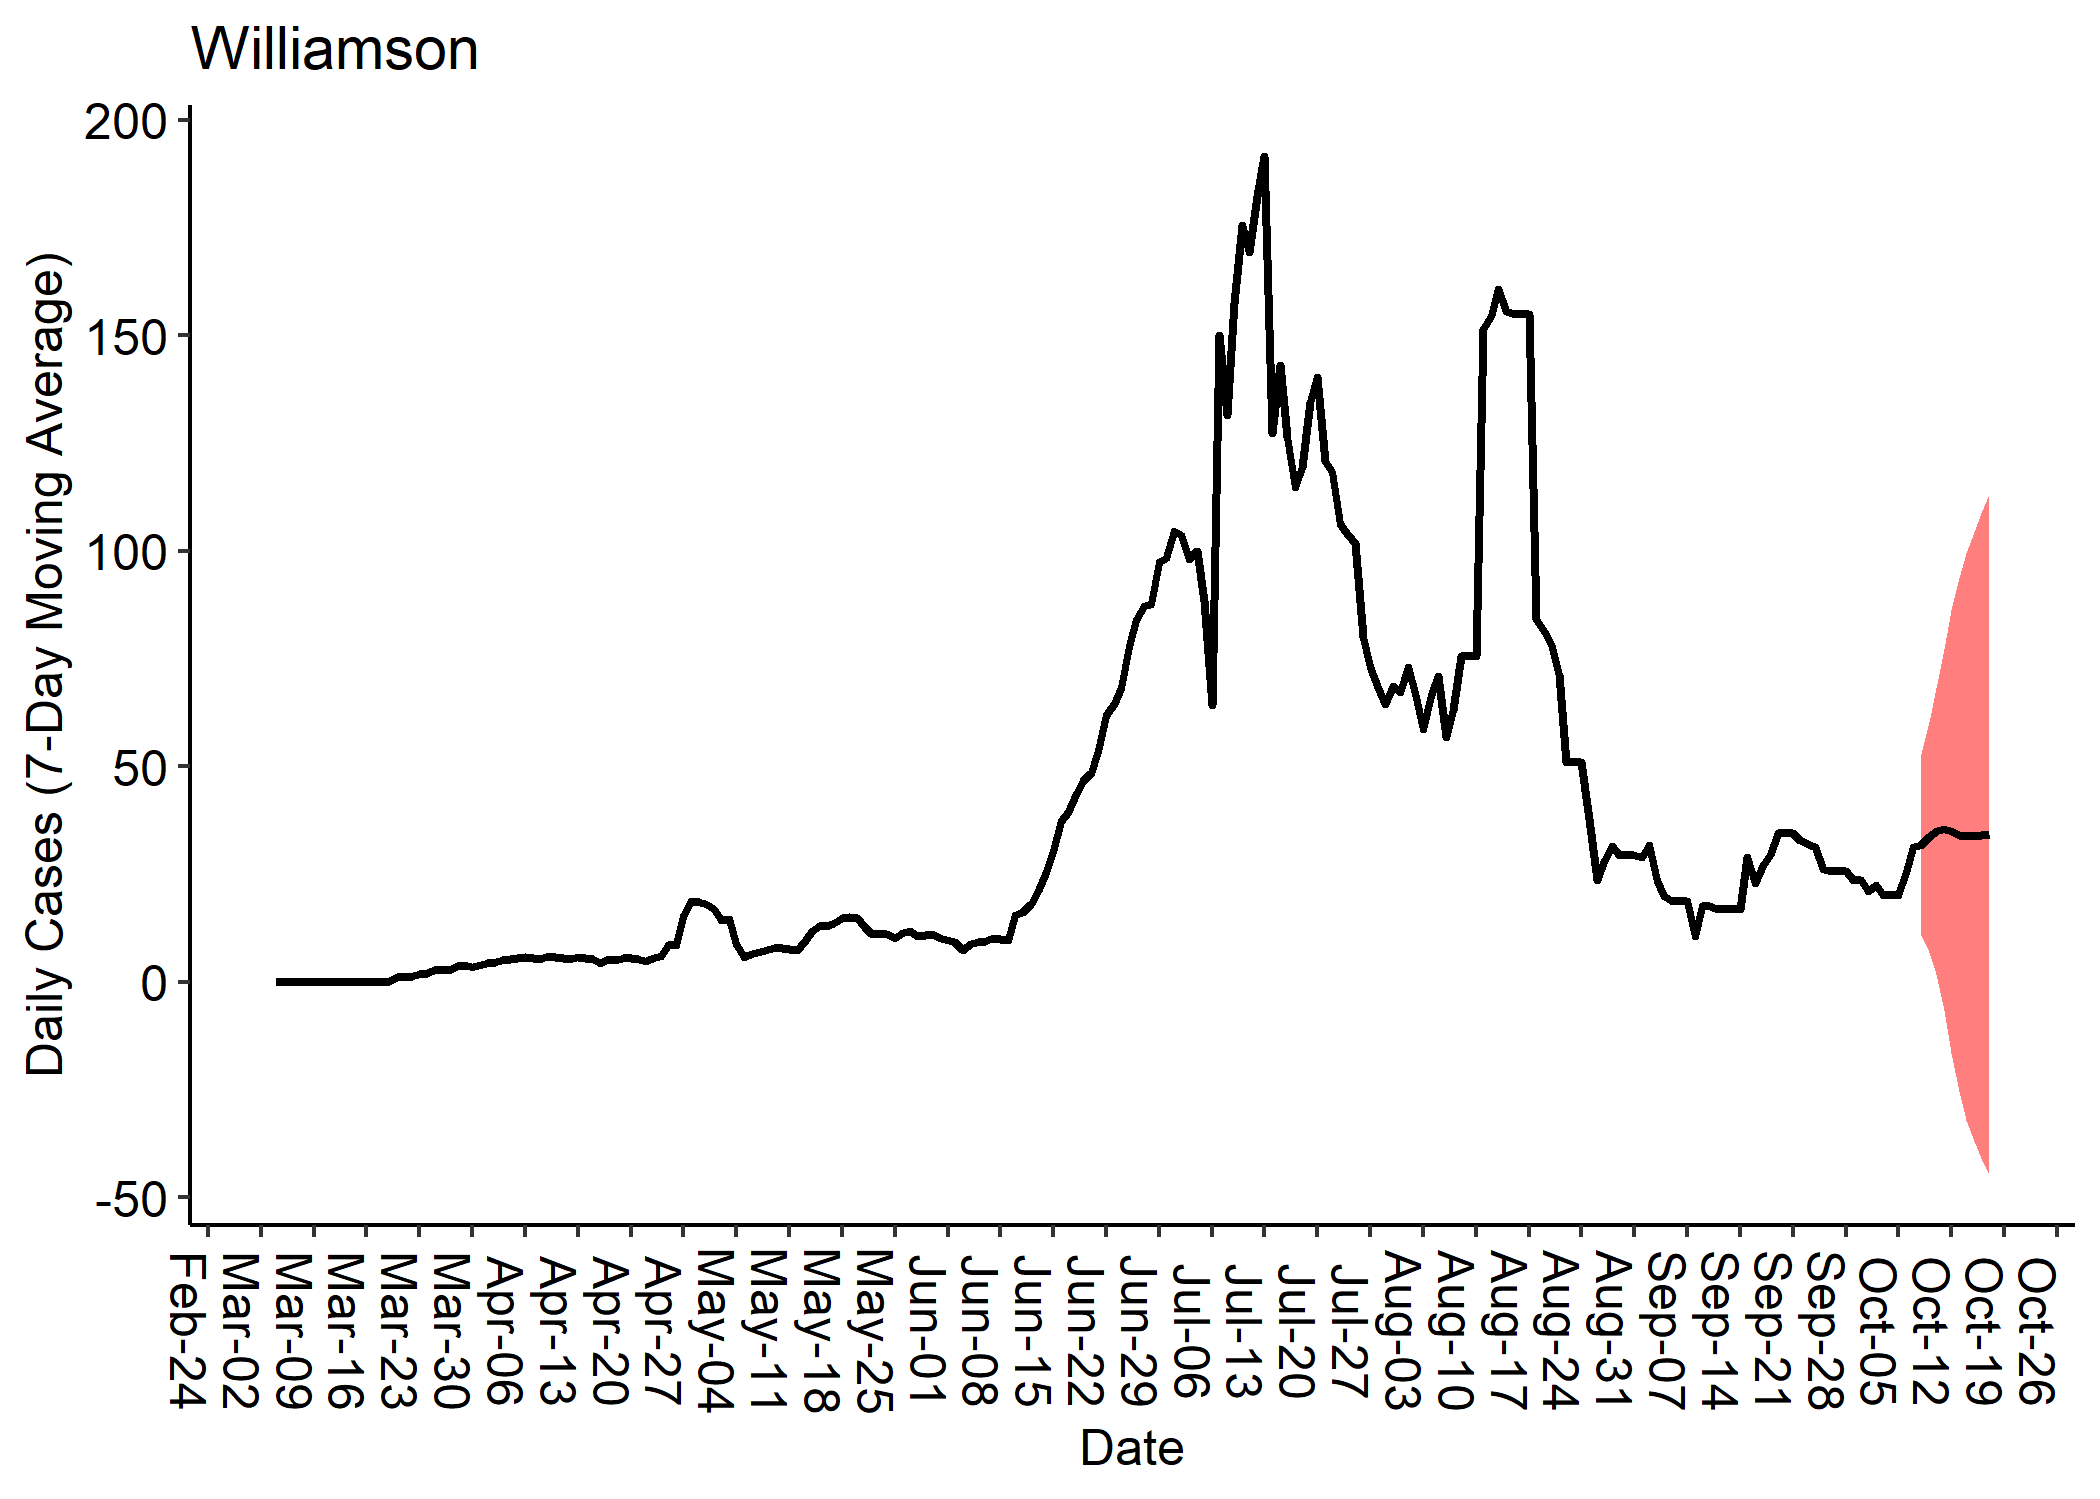 Williamson
Daily Cases (7-Day Moving Average)
200
150
100
50
0
-50
Feb-24
Mar-02
Mar-09
Mar-16
Mar-23
Mar-30
Apr-06
Apr-13
Apr-20
Apr-27
May-04
May-11
May-18
May-25
Jun-01
Jun-08
Jun-15
Jun-22
Jun-29
Jul-06
Jul-13
Jul-20
Jul-27
Aug-03
Aug-10
Aug-17
Aug-24
Aug-31
Sep-07
Sep-14
Sep-21
Sep-28
Oct-05
Oct-12
Oct-19
Oct-26
Date